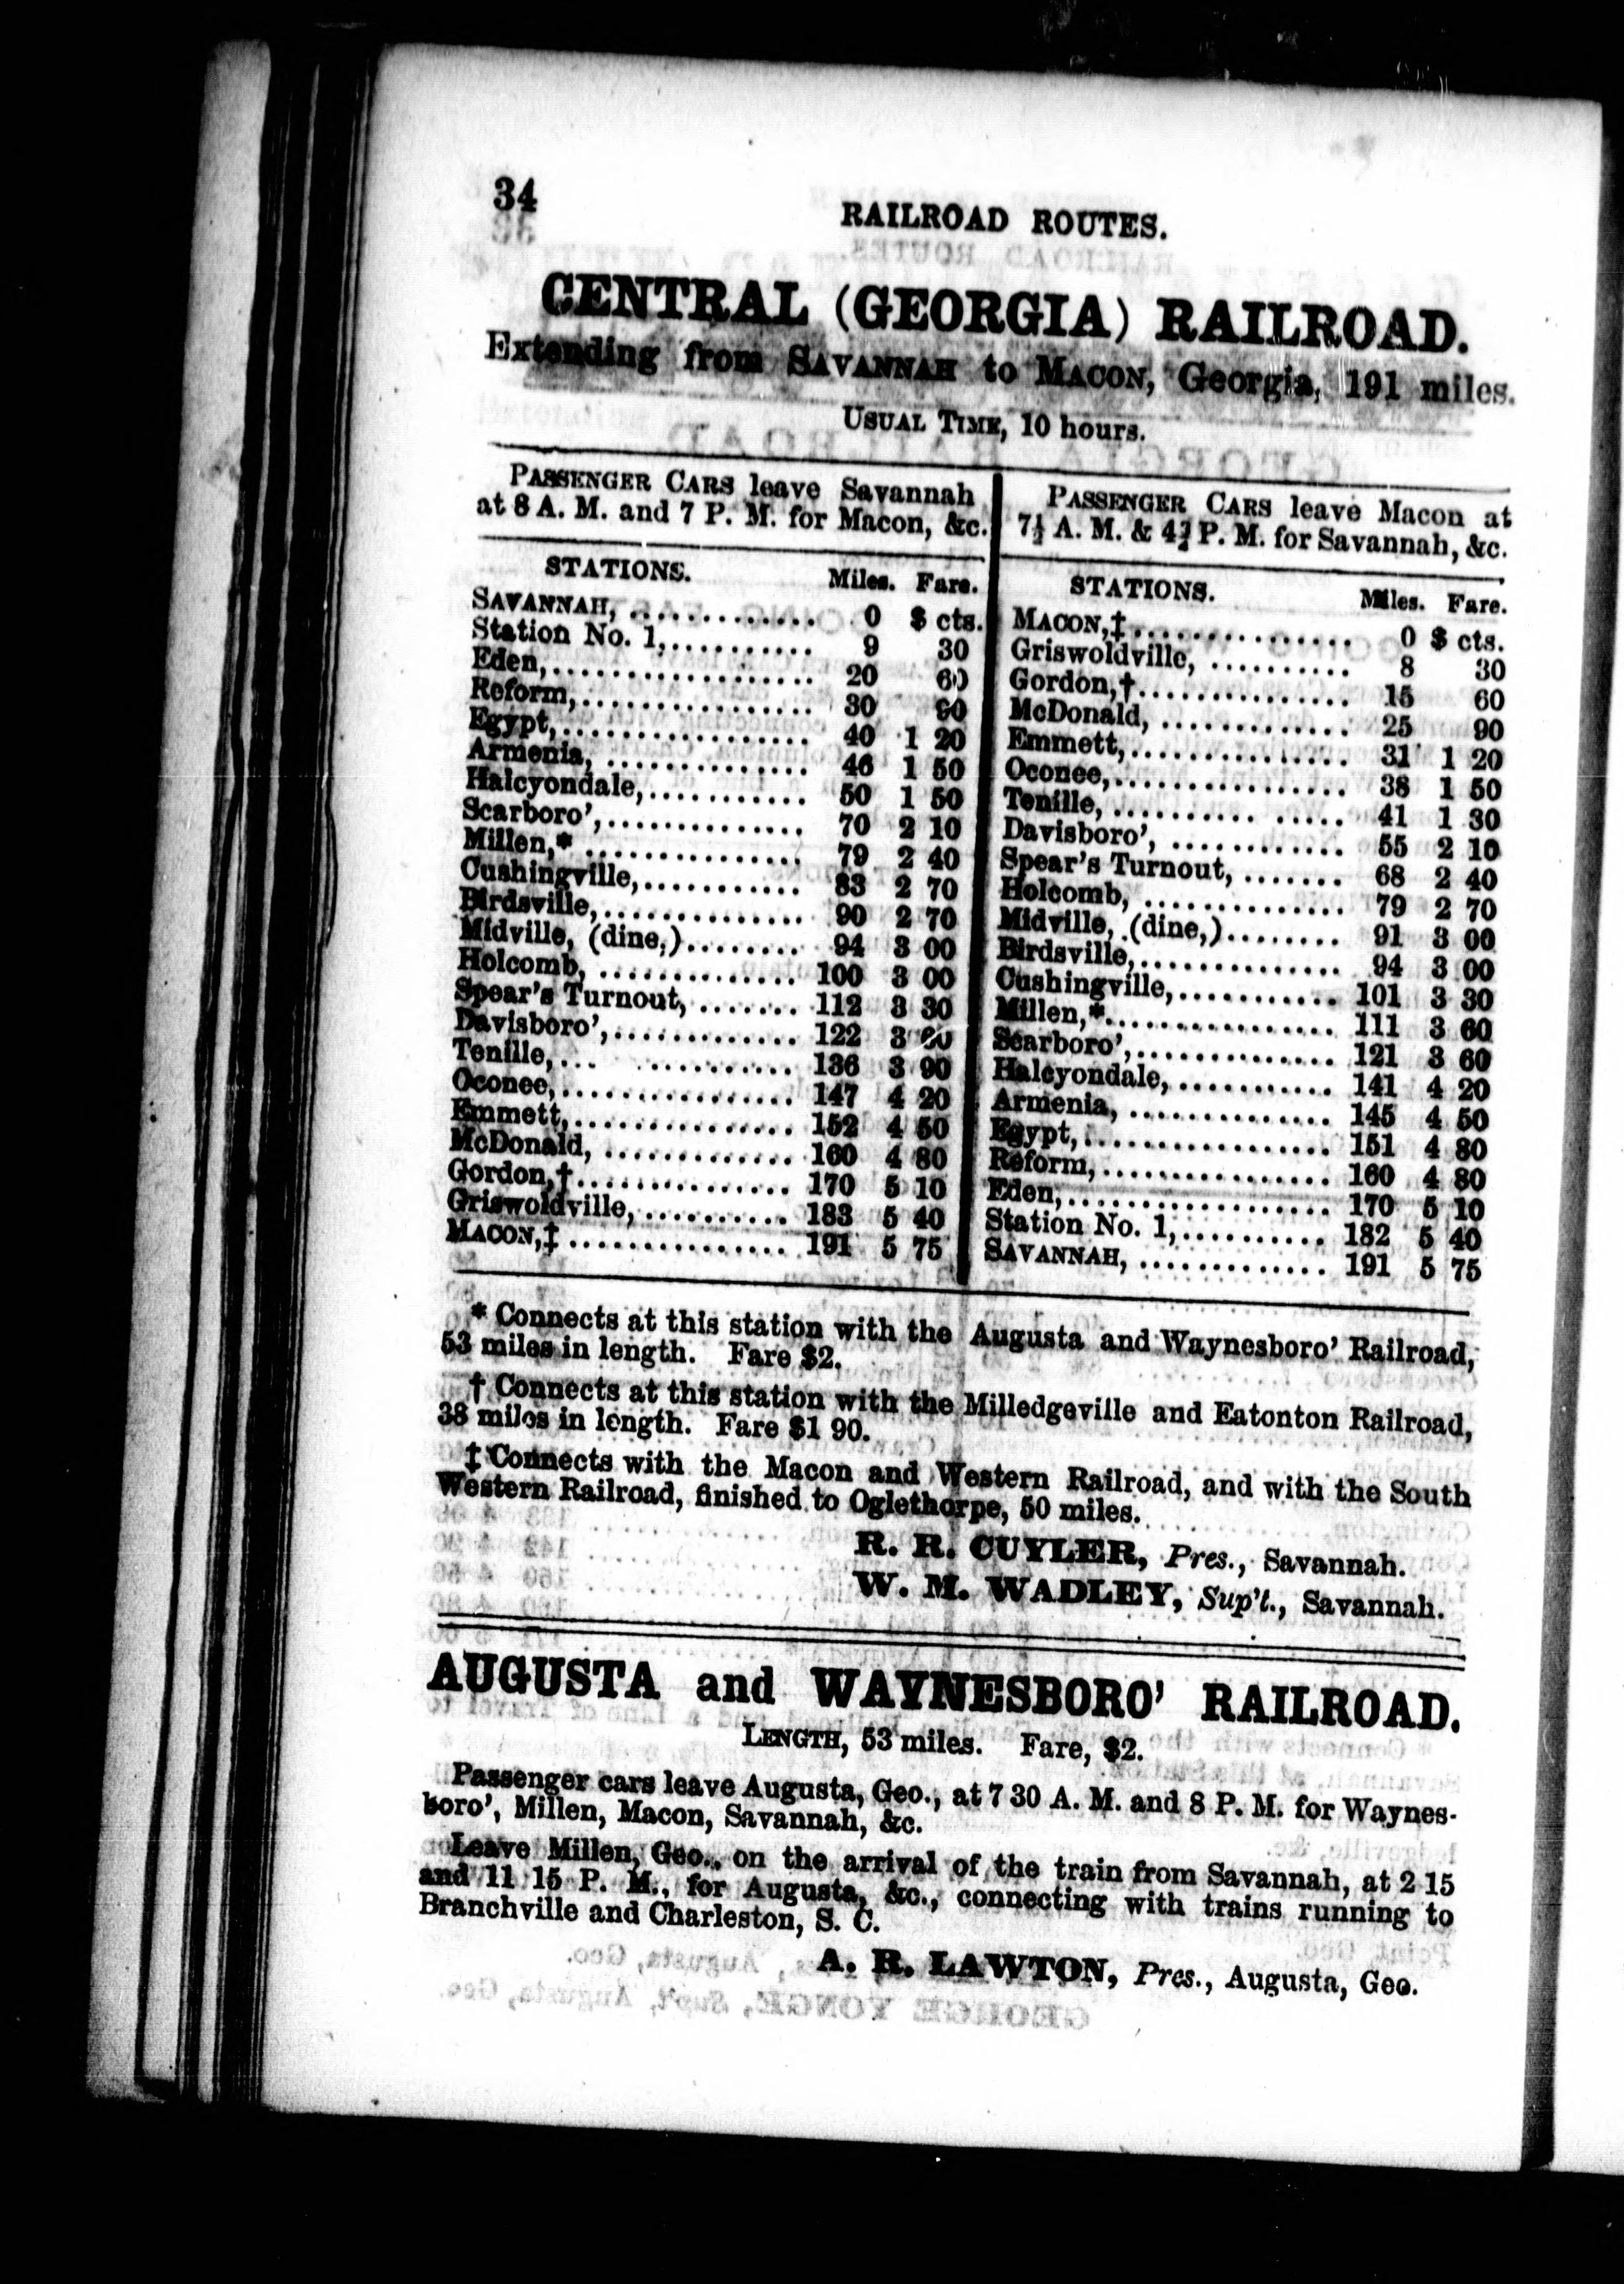 34
RAILROAD ROUTES.
CENTRAL (GEORGIA) RAILROAD.
Extending from SAVANNAH to MACON, Georgia, 191 miles.
USUAL TIME, 10 hours.
PASSENGER CARS leave Savannah
at 8 A. M. and 7 P. M. for Macon, &c.
STATIONS. Miles. Fare.
SAVANNAH, ............. 0 $ cts.
Station No. 1, ........... 9 30
Eden, ................... 20 60
Reform, ................. 30 90
Egypt, .................. 40 1 20
Armenia, ............... 46 1 50
Halcyondale, ............ 50 1 50
Scarboro', ............... 70 2 10
Millen,* ................ 79 2 40
Cushingville, ............ 83 2 70
Birdsville, ............... 90 2 70
Midville, (dine,) ........ 94 3 00
Holcomb, ............. 100 3 00
Spear's Turnout, ....... 112 3 30
Davisboro', ............. 122 3 60
Tenille, ... ........... 136 3 90
Oconee, ................ 147 4 20
Emmett, ............... 152 4 50
McDonald, ............. 160 4 80
Gordon,† ............... 170 5 10
Griswoldville, .......... 183 5 40
MACON,‡ ............... 191 5 75
PASSENGER CARS leave Macon at
7½ A. M. & 4¾ P. M. for Savannah, &c.
STATIONS. Miles. Fare.
MACON,‡ ............... 0 $ cts.
Griswoldville, .......... 8 30
Gordon,† ............... 15 60
McDonald, ............. 25 90
Emmett, ................ 31 1 20
Oconee, ................. 38 1 50
Tenille, .......... ..... 41 1 30
Davisboro', ............. 55 2 10
Spear's Turnout, ....... 68 2 40
Holcomb, ............... 79 2 70
Midville, (dine,) ........ 91 3 00
Birdsville, ............... 94 3 00
Cushingville, ........... 101 3 30
Millen,* ................. 111 3 60
Scarboro', ............... 121 3 60
Halcyondale, ............ 141 4 20
Armenia, ............... 145 4 50
Egypt, ................. 151 4 80
Reform, ................. 160 4 80
Eden, .................... 170 5 10
Station No. 1, .......... 182 5 40
SAVANNAH, ............. 191 5 75
* Connects at this station with the Augusta and Waynesboro' Railroad,
53 miles in length. Fare $2.
† Connects at this station with the Milledgeville and Eatonton Railroad,
38 miles in length. Fare $1 90.
‡ Connects with the Macon and Western Railroad, and with the South
Western Railroad, finished to Oglethorpe, 50 miles.
R. R. CUYLER, Pres., Savannah.
W. M. WADLEY, Sup't., Savannah.
AUGUSTA and WAYNESBORO' RAILROAD.
LENGTH, 53 miles. Fare, $2.
Passenger cars leave Augusta, Geo., at 7 30 A. M. and 8 P. M. for Waynes-
boro', Millen, Macon, Savannah, &c.
Leave Millen, Geo., on the arrival of the train from Savannah, at 2 15
and 11 15 P. M., for Augusta, &c., connecting with trains running to
Branchville and Charleston, S. C.
A. R. LAWTON, Pres., Augusta, Geo.